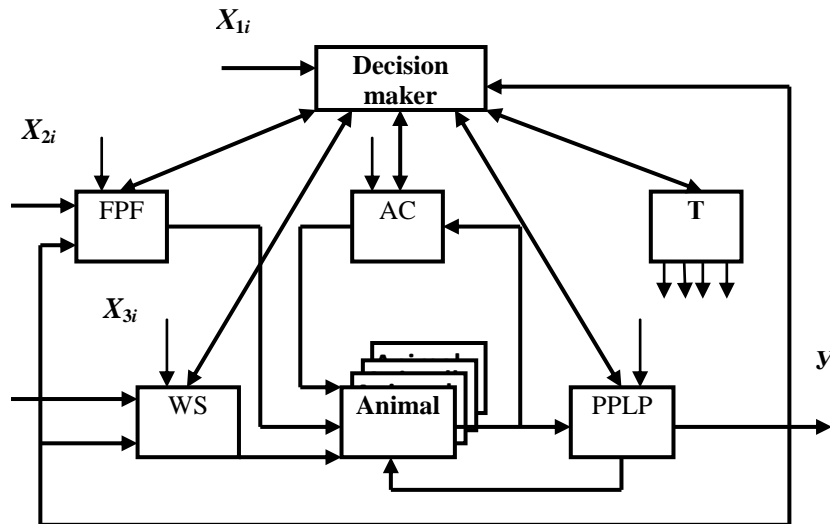 X1i
Decision
maker
X2i
FPF
AC
T
X3i
WS
Animal
PPLP
y